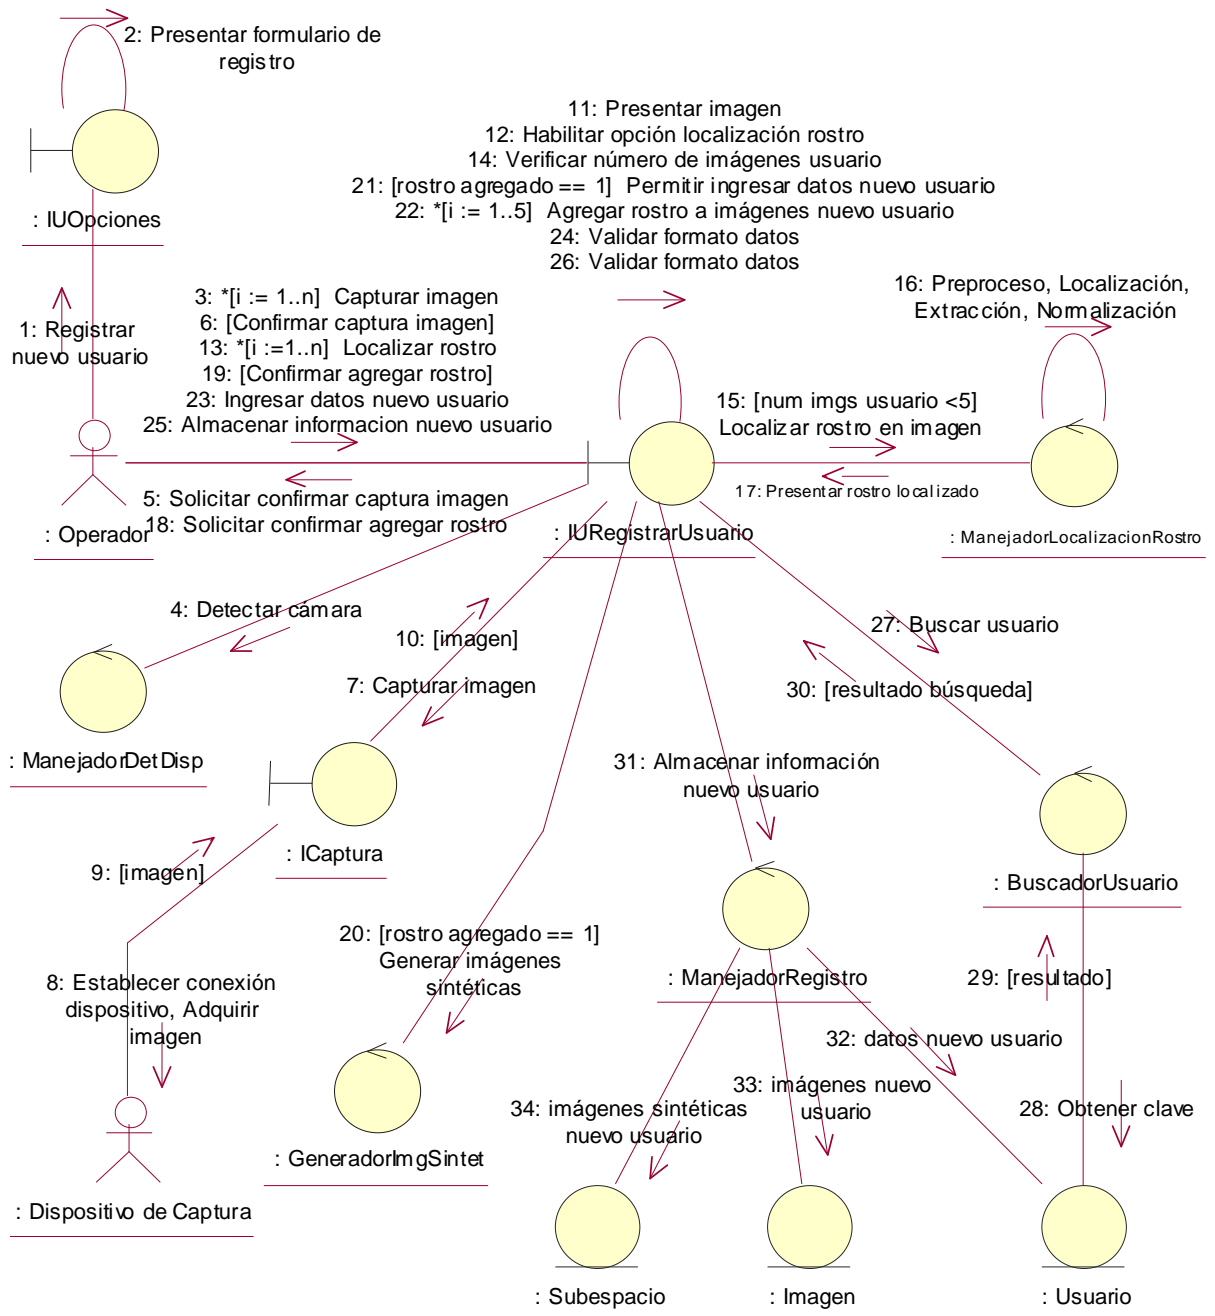 2: Presentar formulario de
registro
: IUOpciones
1: Registrar
nuevo usuario
11: Presentar imagen
12: Habilitar opción localización rostro
14: Verificar número de imágenes usuario
21: [rostro agregado == 1]  Permitir ingresar datos nuevo usuario
22: *[i := 1..5]  Agregar rostro a imágenes nuevo usuario
24: Validar formato datos
26: Validar formato datos
16: Preproceso, Localización,
Extracción, Normalización
3: *[i := 1..n]  Capturar imagen
6: [Confirmar captura imagen]
13: *[i :=1..n]  Localizar rostro
19: [Confirmar agregar rostro]
23: Ingresar datos nuevo usuario
25: Almacenar informacion nuevo usuario
15: [num imgs usuario <5]
Localizar rostro en imagen
17: Presentar rostro localizado
5: Solicitar confirmar captura imagen
18: Solicitar confirmar agregar rostro
: Operador
: IURegistrarUsuario
: ManejadorLocalizacionRostro
4: Detectar cámara
10: [imagen]
27: Buscar usuario
7: Capturar imagen
30: [resultado búsqueda]
: ManejadorDetDisp
31: Almacenar información
nuevo usuario
: ICaptura
9: [imagen]
: BuscadorUsuario
20: [rostro agregado == 1]
Generar imágenes
sintéticas
: ManejadorRegistro
29: [resultado]
8: Establecer conexión
dispositivo, Adquirir
imagen
32: datos nuevo usuario
33: imágenes nuevo
usuario
34: imágenes sintéticas
nuevo usuario
28: Obtener clave
: GeneradorImgSintet
: Dispositivo de Captura
: Subespacio
: Imagen
: Usuario